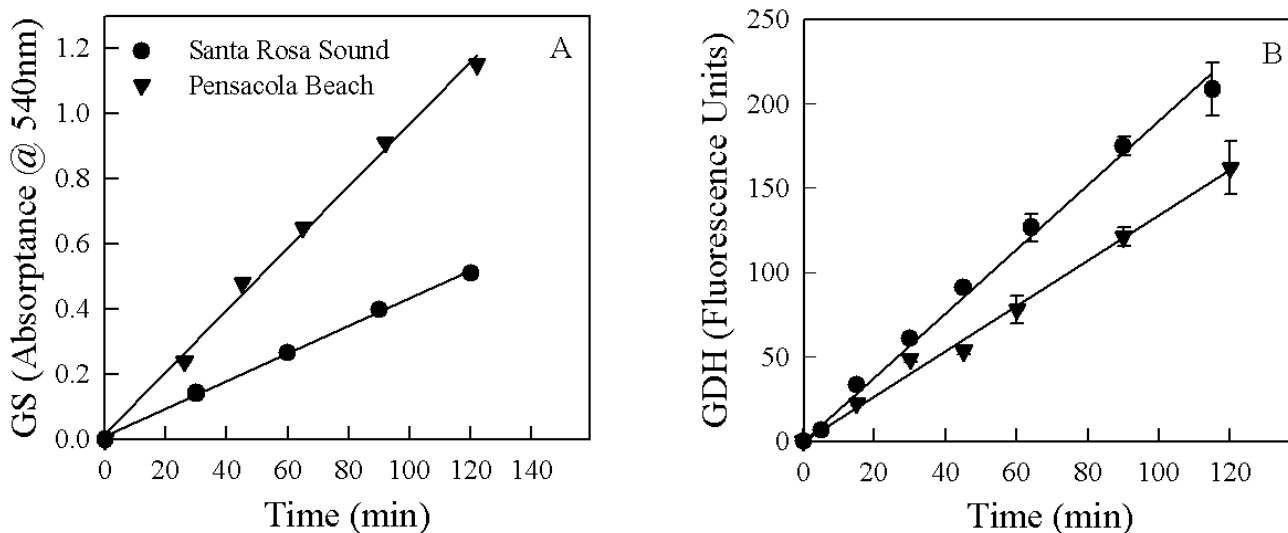 A
Santa Rosa Sound
Pensacola Beach
GS (Absorptance @ 540nm)
1.2
1.0
0.8
0.6
0.4
0.2
0.0
0 20 40 60 80 100 120 140
Time (min)
B
GDH (Fluorescence Units)
250
200
150
100
50
0
0 20 40 60 80 100 120
Time (min)